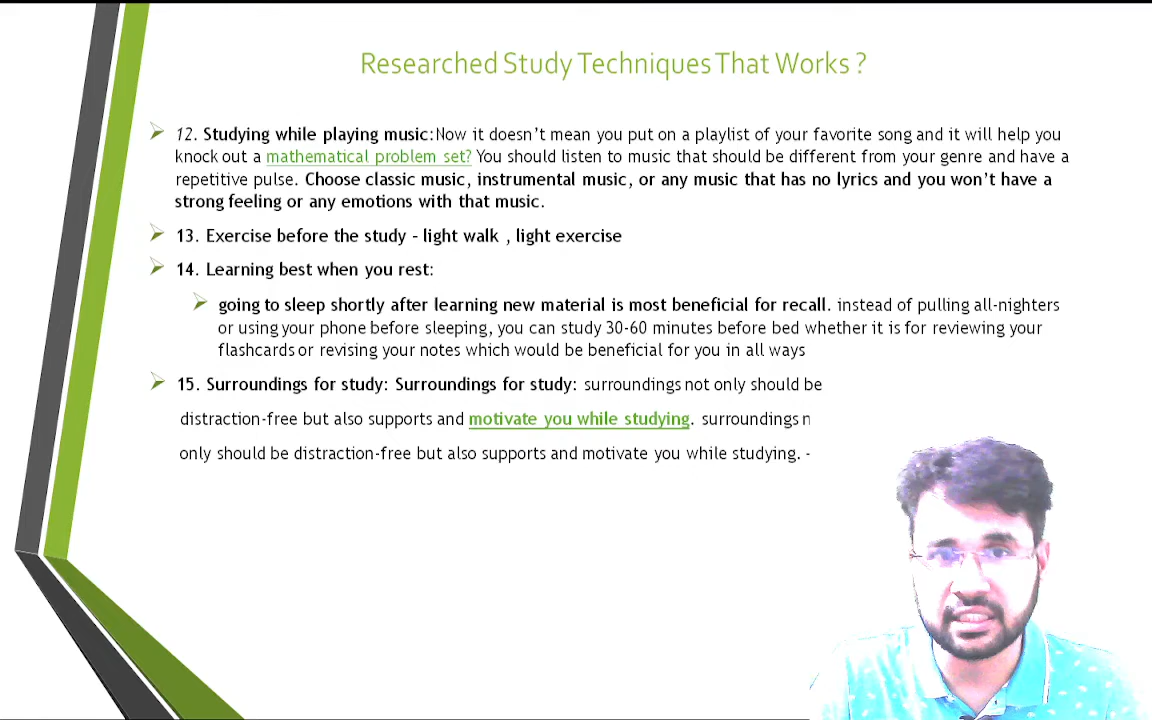 Researched Study Techniques That Works ?
12. Studying while playing music: Now it doesn't mean you put on a playlist of your favorite song and it will help you
knock out a mathematical problem set? You should listen to music that should be different from your genre and have a
repetitive pulse. Choose classic music, instrumental music, or any music that has no lyrics and you won't have a
strong feeling or any emotions with that music.
13. Exercise before the study - light walk , light exercise
14. Learning best when you rest:
going to sleep shortly after learning new material is most beneficial for recall. instead of pulling all-nighters
or using your phone before sleeping, you can study 30-60 minutes before bed whether it is for reviewing your
flashcards or revising your notes which would be beneficial for you in all ways
15. Surroundings for study: Surroundings for study: surroundings not only should be
distraction-free but also supports and motivate you while studying. surroundings n
only should be distraction-free but also supports and motivate you while studying. -